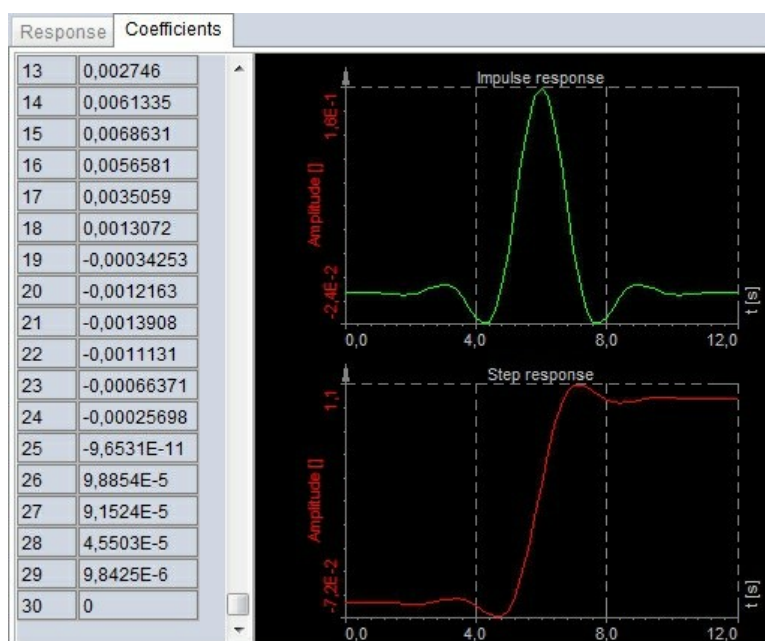 Response Coefficients
13 0,002746
14 0,0061335
15 0,0068631
16 0,0056581
17 0,0035059
18 0,0013072
19 -0,00034253
20 -0,0012163
21 -0,0013908
22 -0,0011131
23 -0,00066371
24 -0,00025698
25 -9,6531E-11
26 9,8854E-5
27 9,1524E-5
28 4,5503E-5
29 9,8425E-6
30 0
Impulse response
1,6E-1
Amplitude []
-2,4E-2
0,0 4,0 8,0 12,0
t [s]
Step response
1,1
Amplitude []
-7,2E-2
0,0 4,0 8,0 12,0
t [s]